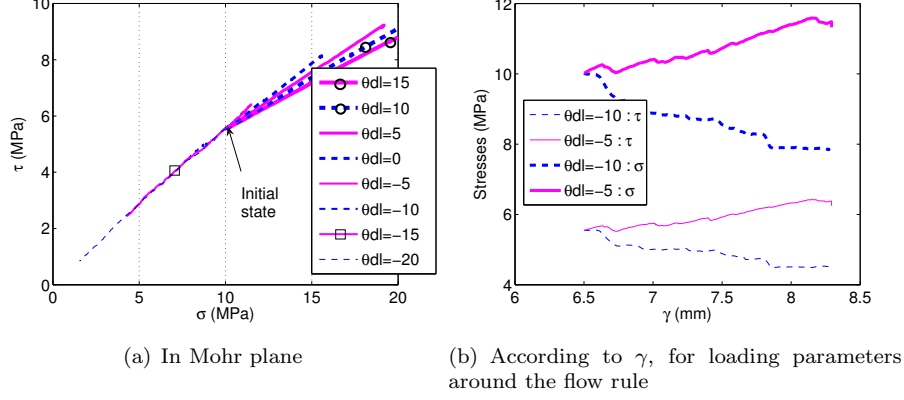 10
8
6
4
2
0
0
5
10
15
20
τ (MPa)
σ (MPa)
Initial
state
θdl=15
θdl=10
θdl=5
θdl=0
θdl=−5
θdl=−10
θdl=−15
θdl=−20
(a) In Mohr plane
12
10
8
6
4
6
6.5
7
7.5
8
8.5
Stresses (MPa)
γ (mm)
θdl=−10 : τ
θdl=−5 : τ
θdl=−10 : σ
θdl=−5 : σ
(b) According to γ, for loading parameters
around the flow rule